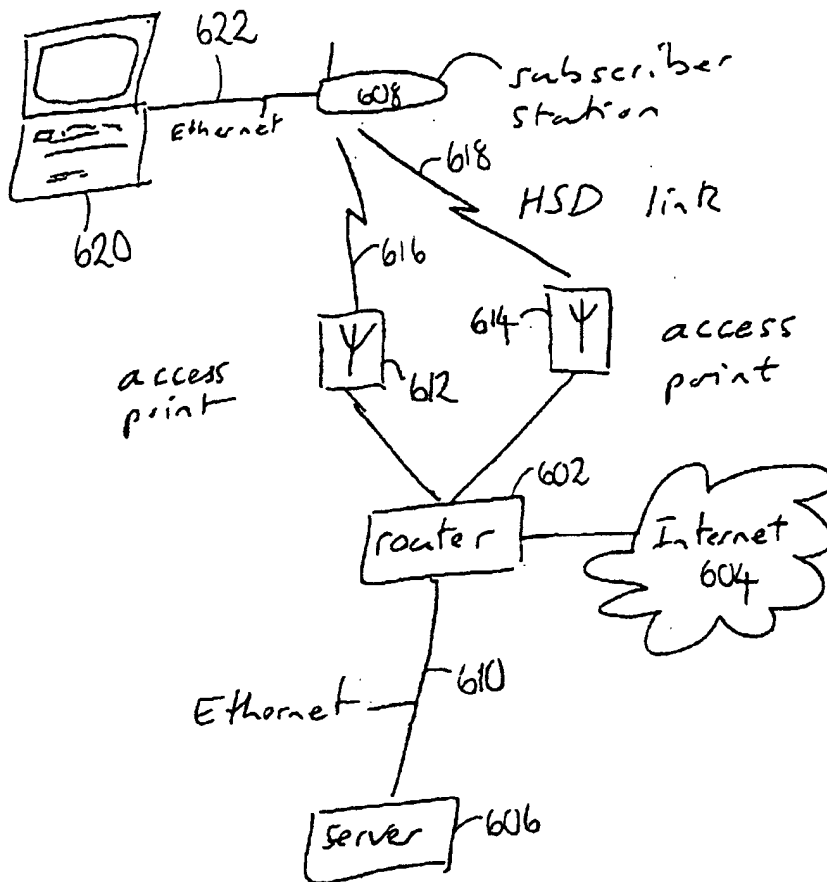 622
608
subscriber
station
Ethernet
618
HSD link
620
616
614
access
point
612
access
point
602
router
Internet
604
610
Ethernet
server
606